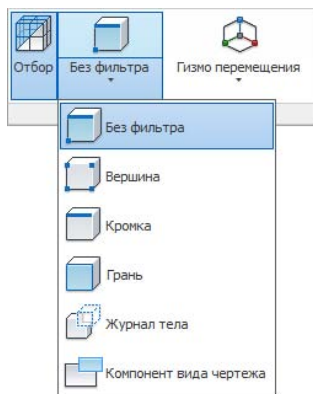 Отбор Без фильтра Гизмо перемещения
Без фильтра
Вершина
Кромка
Грань
Журнал тела
Компонент вида чертежа